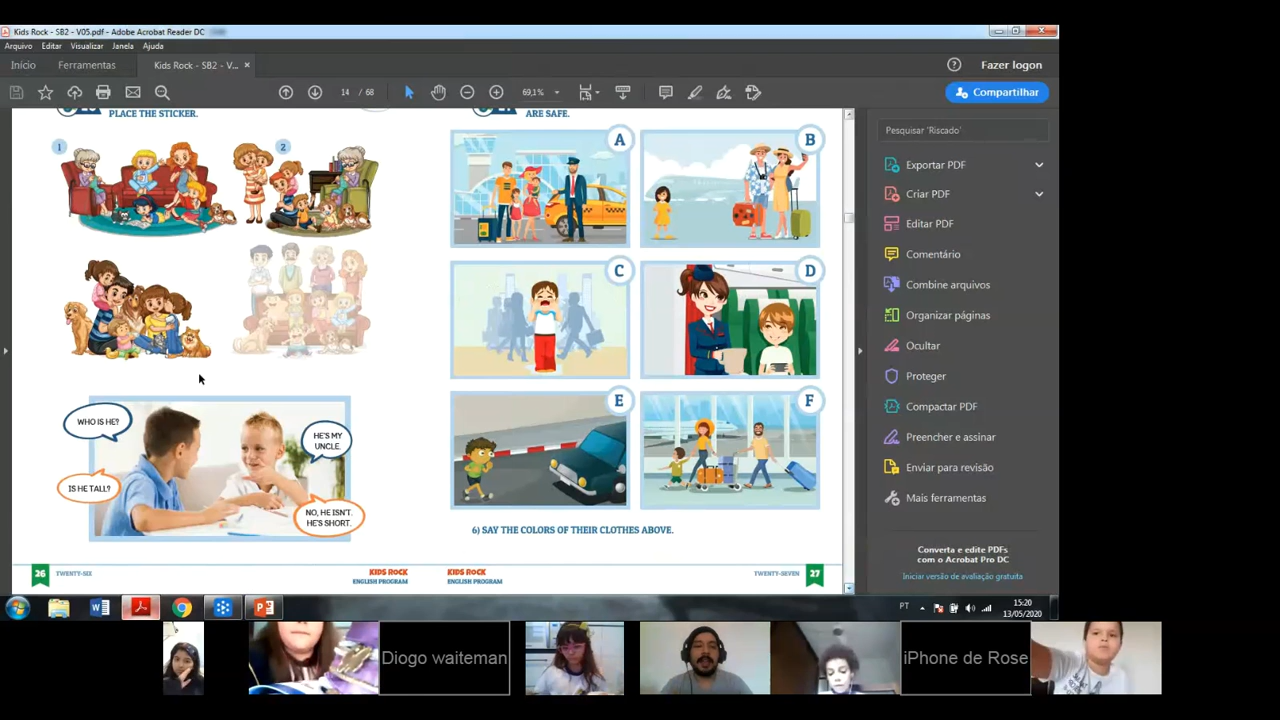 Kids Rock - SB2 - V05.pdf - Adobe Acrobat Reader DC
Arquivo Editar Visualizar Janela Ajuda
Início Ferramentas Kids Rock - SB2 - V... × Fazer logon
14 / 68 69,1% Compartilhar
PLACE THE STICKER.
1
2
WHO IS HE?
HE'S MY
UNCLE.
IS HE TALL?
NO, HE ISN'T.
HE'S SHORT.
26 TWENTY-SIX
KIDS ROCK
ENGLISH PROGRAM
ARE SAFE.
A
B
C
D
E
F
6) SAY THE COLORS OF THEIR CLOTHES ABOVE.
KIDS ROCK
ENGLISH PROGRAM
TWENTY-SEVEN 27
Pesquisar 'Riscado'
Exportar PDF
Criar PDF
Editar PDF
Comentário
Combine arquivos
Organizar páginas
Ocultar
Proteger
Compactar PDF
Preencher e assinar
Enviar para revisão
Mais ferramentas
Converta e edite PDFs
com o Acrobat Pro DC
Iniciar versão de avaliação gratuita
PT 15:20
13/05/2020
Diogo waiteman
iPhone de Rose